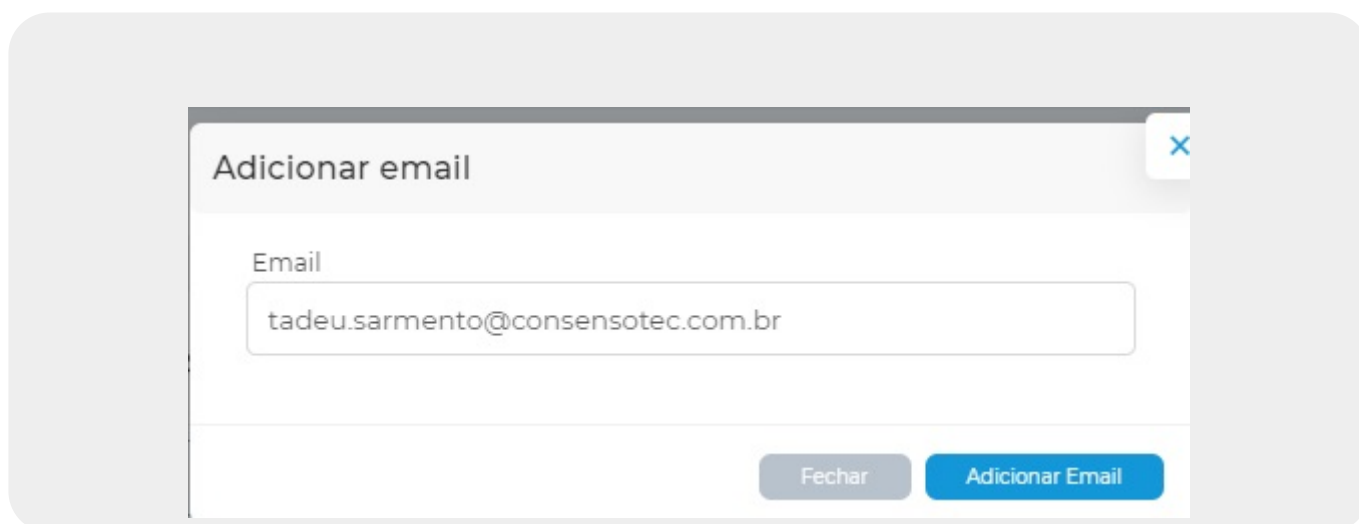 Adicionar email
Email
tadeu.sarmento@consensotec.com.br
Fechar
Adicionar Email